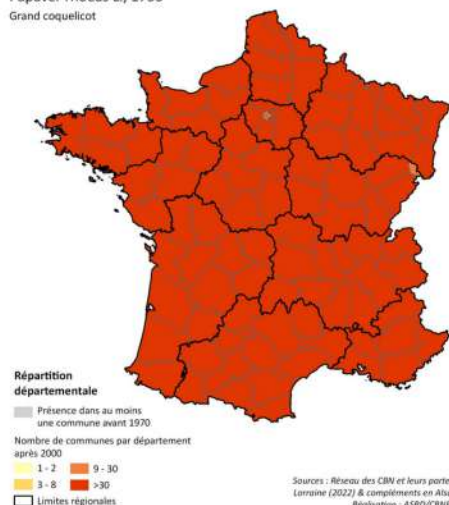 Grand coquelicot
Répartition
départementale
Présence dans au moins
une commune avant 1970
Nombre de communes par département
après 2000
1 - 2
9 - 30
3 - 8
>30
Limites régionales
Sources : Réseau des CBN et leurs
Lorraine (2022) & compléments en
Réalisation :